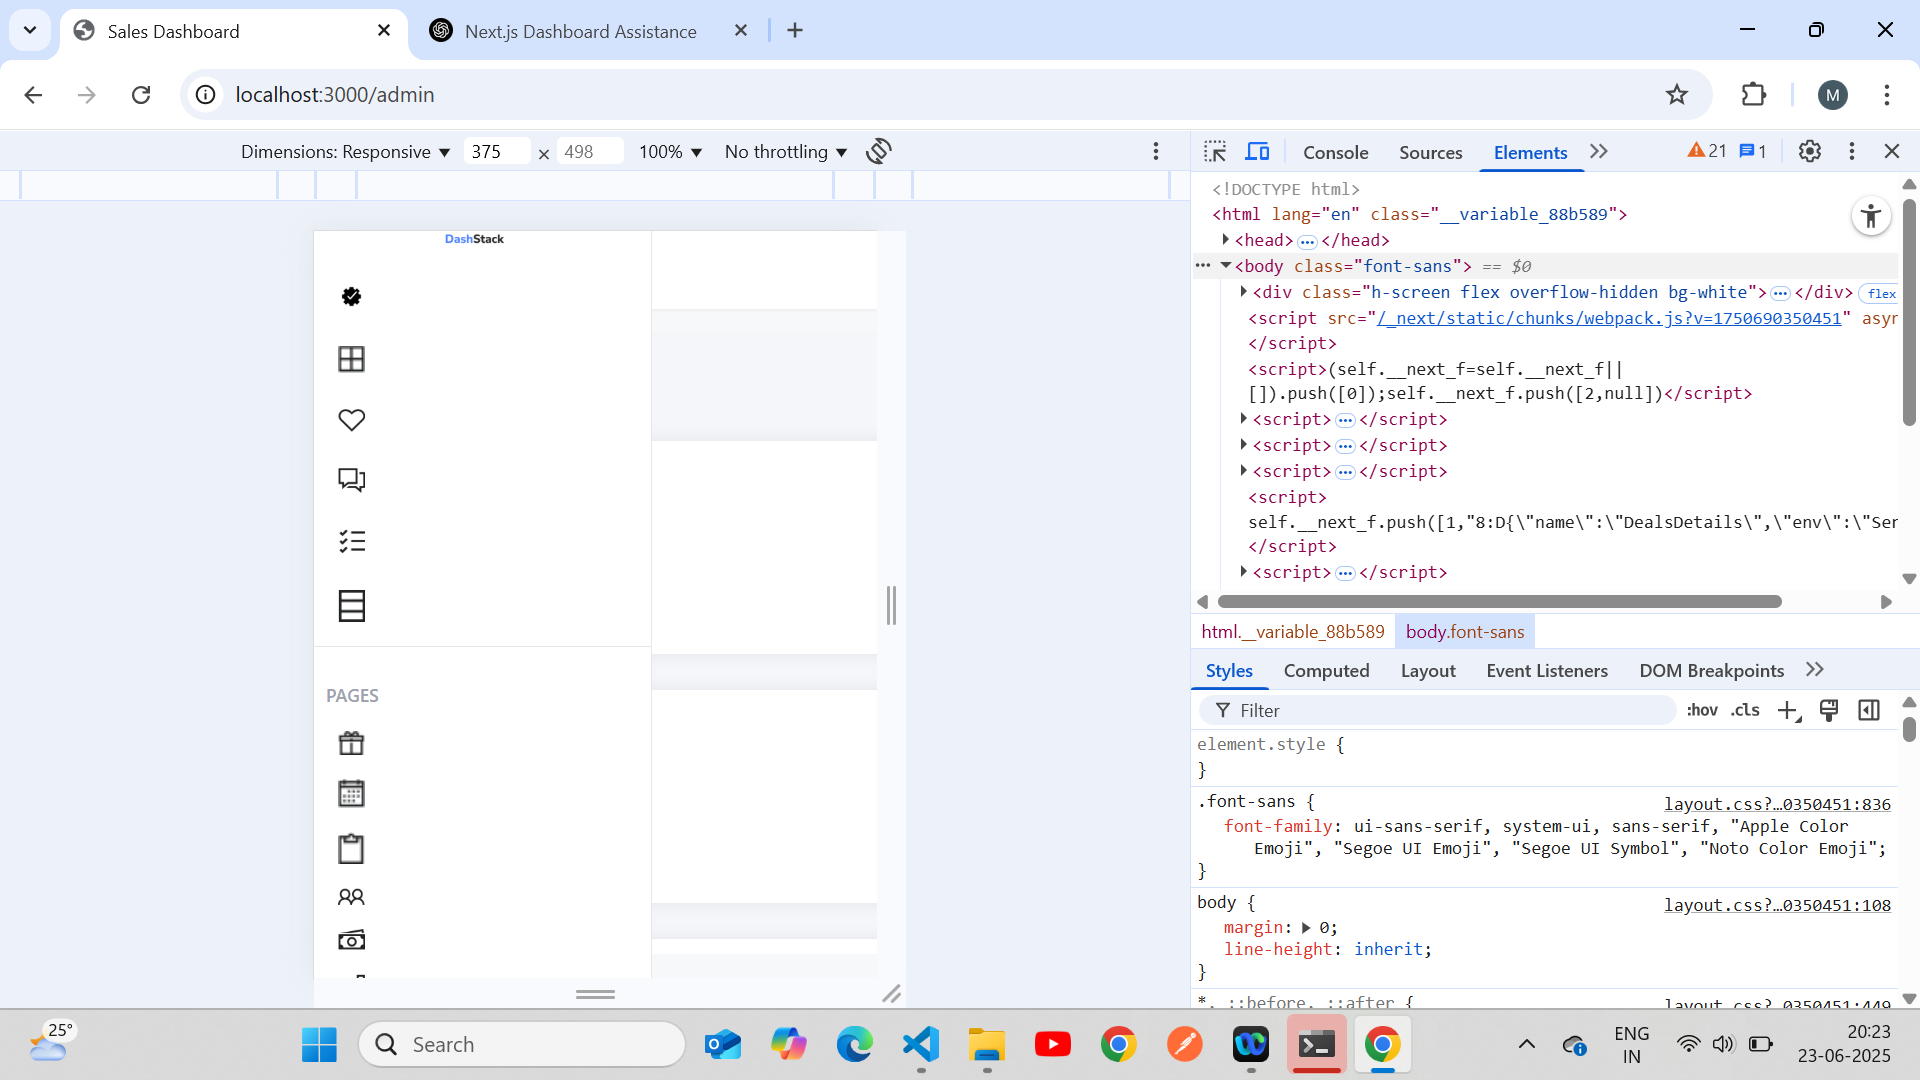 Sales Dashboard
Next.js Dashboard Assistance
localhost:3000/admin
M
Dimensions: Responsive ▼ 375 × 498 100% ▼ No throttling ▼
Console Sources Elements 21 1
DashStack
PAGES
<!DOCTYPE html>
<html lang="en" class="__variable_88b589">
<head> ··· </head>
··· <body class="font-sans"> == $0
<div class="h-screen flex overflow-hidden bg-white"> ··· </div> flex
<script src="/_next/static/chunks/webpack.js?v=1750690350451" asyn
</script>
<script>(self.__next_f=self.__next_f||
[]).push([0]);self.__next_f.push([2,null])</script>
<script> ··· </script>
<script> ··· </script>
<script> ··· </script>
<script>
self.__next_f.push([1,"8:D{\"name\":\"DealsDetails\",\"env\":\"Ser
</script>
<script> ··· </script>
html.__variable_88b589 body.font-sans
Styles Computed Layout Event Listeners DOM Breakpoints
Filter :hov .cls
element.style {
}
.font-sans { layout.css?…0350451:836
font-family: ui-sans-serif, system-ui, sans-serif, "Apple Color
Emoji", "Segoe UI Emoji", "Segoe UI Symbol", "Noto Color Emoji";
}
body { layout.css?…0350451:108
margin: 0;
line-height: inherit;
}
*, ::before, ::after { layout.css?…0350451:449
25°
Search
ENG
IN
20:23
23-06-2025